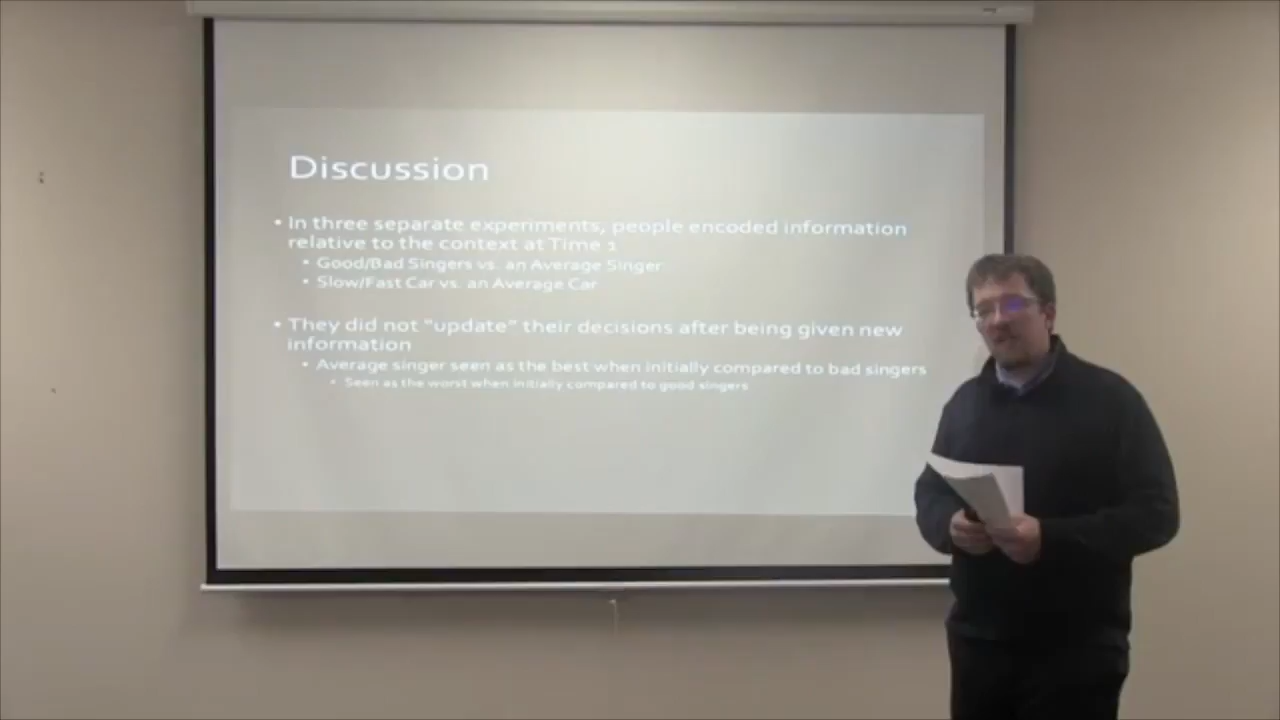 Discussion
• In three separate experiments, people encoded information
relative to the context at Time 1
• Good/Bad Singers vs. an Average Singer
• Slow/Fast Car vs. an Average Car
• They did not "update" their decisions after being given new
information
• Average singer seen as the best when initially compared to bad singers
• Seen as the worst when initially compared to good singers